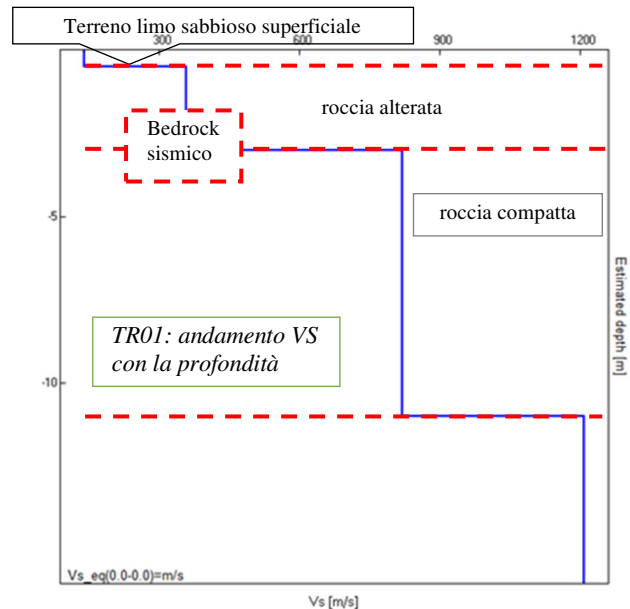 Terreno limo sabbioso superficiale
300
600
900
1200
roccia alterata
Bedrock
sismico
roccia compatta
-5
Estimated depth [m]
TR01: andamento VS
con la profondità
-10
Vs_eq(0.0-0.0)=m/s
Vs [m/s]